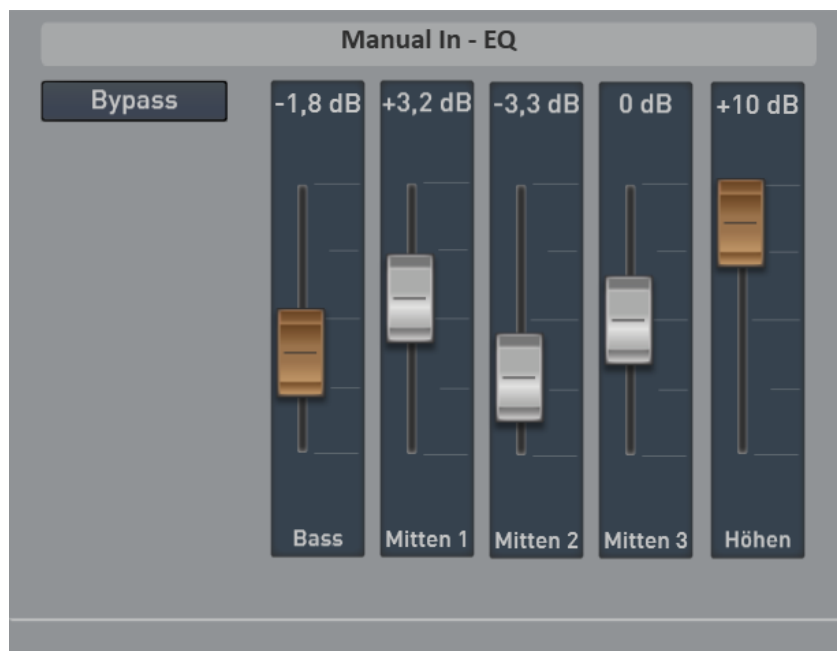 Manual In - EQ
Bypass
-1,8 dB
+3,2 dB
-3,3 dB
0 dB
+10 dB
Bass
Mitten 1
Mitten 2
Mitten 3
Höhen